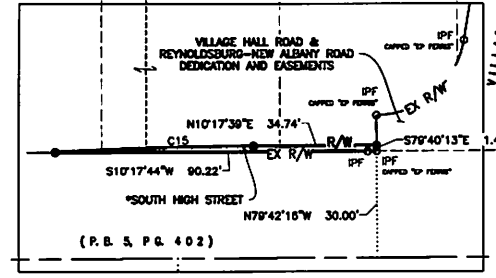 VILLAGE HALL ROAD &
REYNOLDSBURG-NEW ALBANY ROAD
DEDICATION AND EASEMENTS
IPF
CAPPED "EP FERRIS"
IPF
CAPPED "EP FERRIS"
EX R/W
N10°17'39"E 34.74'
C15
R/W
S79°40'13"E 1.4
EX R/W
IPF
IPF
CAPPED "EP FERRIS"
S10°17'44"W 90.22'
*SOUTH HIGH STREET
N79°42'16"W 30.00'
(P.B. 5, PG. 402)